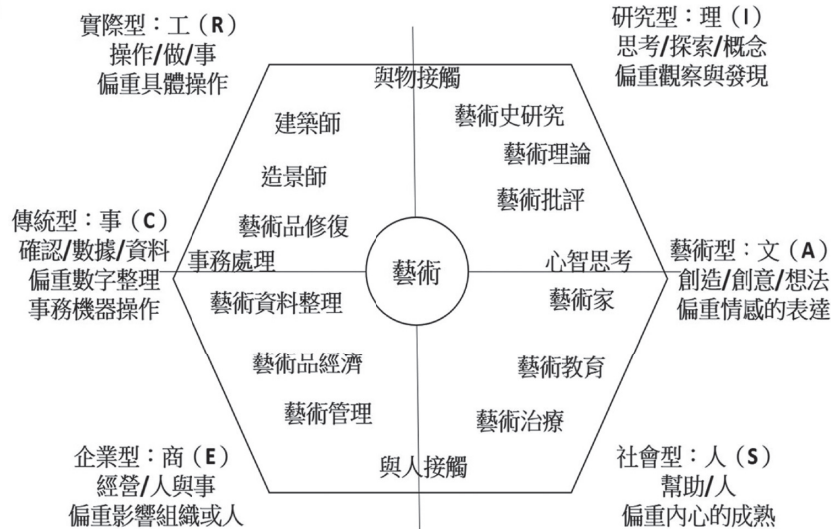 實際型：工（R）
操作/做/事
偏重具體操作
研究型：理（I）
思考/探索/概念
偏重觀察與發現
與物接觸
建築師
造景師
藝術品修復
藝術史研究
藝術理論
藝術批評
傳統型：事（C）
確認/數據/資料
偏重數字整理
事務機器操作
事務處理
藝術
心智思考
藝術型：文（A）
創造/創意/想法
偏重情感的表達
藝術資料整理
藝術品經濟
藝術管理
藝術家
藝術教育
藝術治療
與人接觸
企業型：商（E）
經營/人與事
偏重影響組織或人
社會型：人（S）
幫助/人
偏重內心的成熟